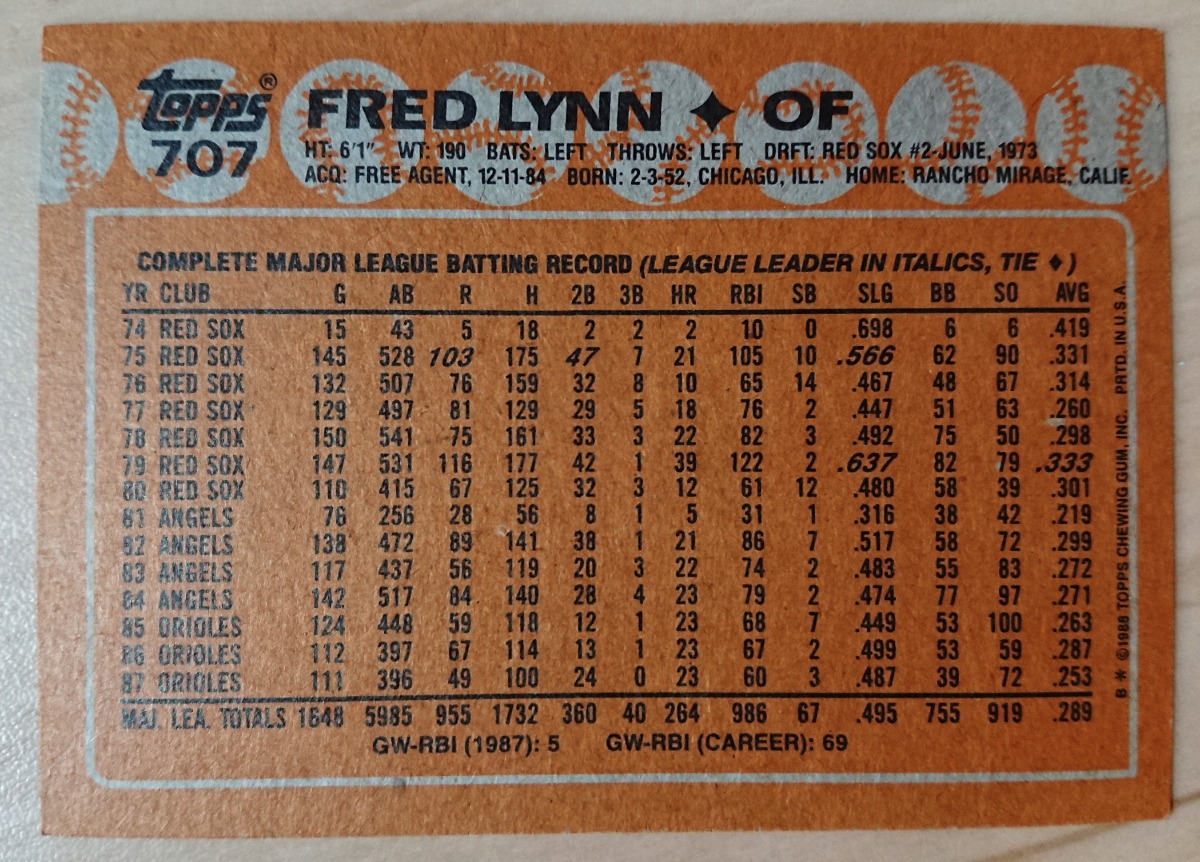 Topps®
707
FRED LYNN ✦ OF
HT: 6'1" WT: 190 BATS: LEFT THROWS: LEFT DRFT: RED SOX #2-JUNE, 1973
ACQ: FREE AGENT, 12-11-84 BORN: 2-3-52, CHICAGO, ILL. HOME: RANCHO MIRAGE, CALIF.
COMPLETE MAJOR LEAGUE BATTING RECORD (LEAGUE LEADER IN ITALICS, TIE ♦)
YR CLUB G AB R H 2B 3B HR RBI SB SLG BB SO AVG
74 RED SOX 15 43 5 18 2 2 2 10 0 .698 6 6 .419
75 RED SOX 145 528 103 175 47 7 21 105 10 .566 62 90 .331
76 RED SOX 132 507 76 159 32 8 10 65 14 .467 48 67 .314
77 RED SOX 129 497 81 129 29 5 18 76 2 .447 51 63 .260
78 RED SOX 150 541 75 161 33 3 22 82 3 .492 75 50 .298
79 RED SOX 147 531 116 177 42 1 39 122 2 .637 82 79 .333
80 RED SOX 110 415 67 125 32 3 12 61 12 .480 58 39 .301
81 ANGELS 76 256 28 56 8 1 5 31 1 .316 38 42 .219
82 ANGELS 138 472 89 141 38 1 21 86 7 .517 58 72 .299
83 ANGELS 117 437 56 119 20 3 22 74 2 .483 55 83 .272
84 ANGELS 142 517 84 140 28 4 23 79 2 .474 77 97 .271
85 ORIOLES 124 448 59 118 12 1 23 68 7 .449 53 100 .263
86 ORIOLES 112 397 67 114 13 1 23 67 2 .499 53 59 .287
87 ORIOLES 111 396 49 100 24 0 23 60 3 .487 39 72 .253
MAJ. LEA. TOTALS 1648 5985 955 1732 360 40 264 986 67 .495 755 919 .289
GW-RBI (1987): 5 GW-RBI (CAREER): 69
B * ©1988 TOPPS CHEWING GUM, INC. PRTD. IN U.S.A.